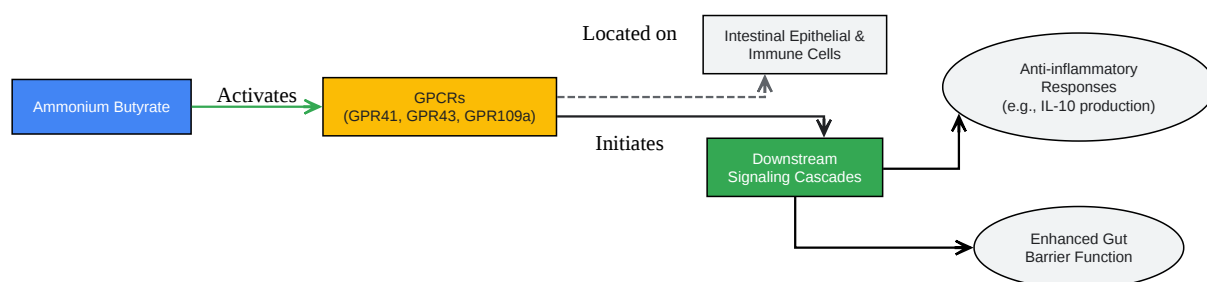 Ammonium Butyrate
Activates
GPCRs
(GPR41, GPR43, GPR109a)
Located on
Intestinal Epithelial &
Immune Cells
Initiates
Downstream
Signaling Cascades
Anti-inflammatory
Responses
(e.g., IL-10 production)
Enhanced Gut
Barrier Function